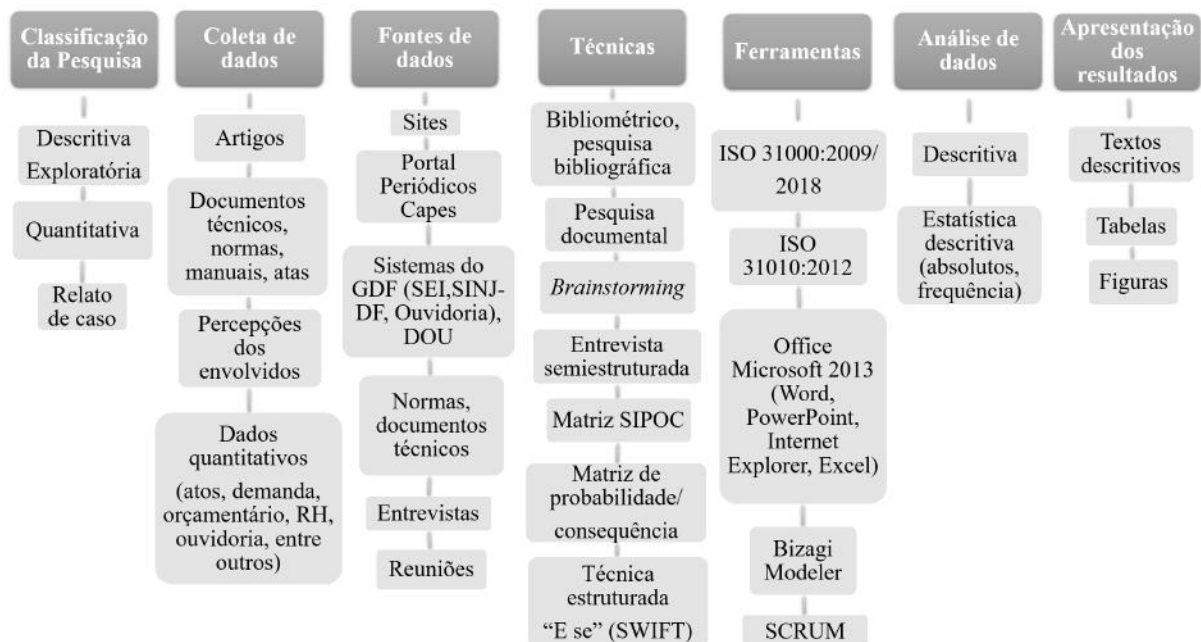 Classificação
da Pesquisa
Descritiva
Exploratória
Quantitativa
Relato
de caso
Coleta de
dados
Artigos
Documentos
técnicos,
normas,
manuais, atas
Percepções
dos
envolvidos
Dados
quantitativos
(atos, demanda,
orçamentário, RH,
ouvidoria, entre
outros)
Fontes de
dados
Sites
Portal
Periódicos
Capes
Sistemas do
GDF (SEI,SINJ-
DF, Ouvidoria),
DOU
Normas,
documentos
técnicos
Entrevistas
Reuniões
Técnicas
Bibliométrico,
pesquisa
bibliográfica
Pesquisa
documental
Brainstorming
Entrevista
semiestruturada
Matriz SIPOC
Matriz de
probabilidade/
consequência
Técnica
estruturada
“E se” (SWIFT)
Ferramentas
ISO 31000:2009/
2018
ISO
31010:2012
Office
Microsoft 2013
(Word,
PowerPoint,
Internet
Explorer, Excel)
Bizagi
Modeler
SCRUM
Análise de
dados
Descritiva
Estatística
descritiva
(absolutos,
frequência)
Apresentação
dos
resultados
Textos
descritivos
Tabelas
Figuras